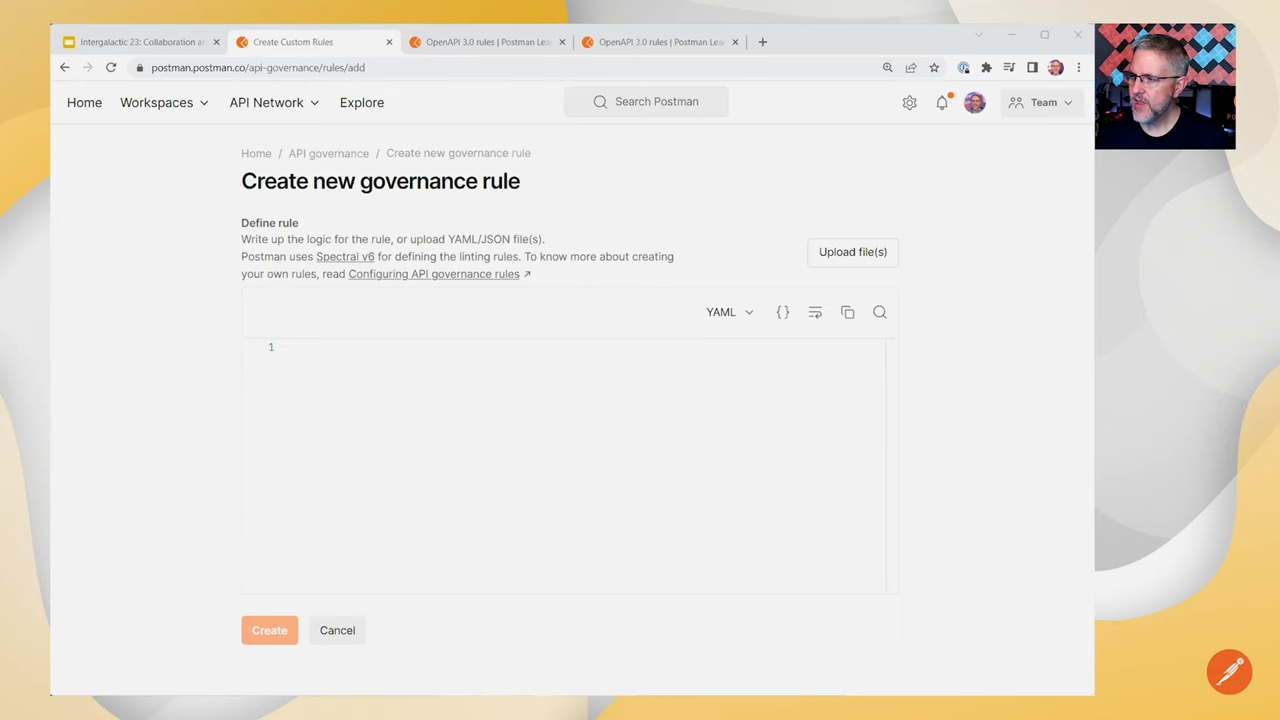 Intergalactic 23: Collaboration an
Create Custom Rules
OpenAPI 3.0 rules | Postman Lea
OpenAPI 3.0 rules | Postman Lea
postman.postman.co/api-governance/rules/add
Home
Workspaces
API Network
Explore
Search Postman
Team
Home / API governance / Create new governance rule
Create new governance rule
Define rule
Write up the logic for the rule, or upload YAML/JSON file(s).
Postman uses Spectral v6 for defining the linting rules. To know more about creating
your own rules, read Configuring API governance rules ↗
Upload file(s)
YAML
{}
1
Create
Cancel